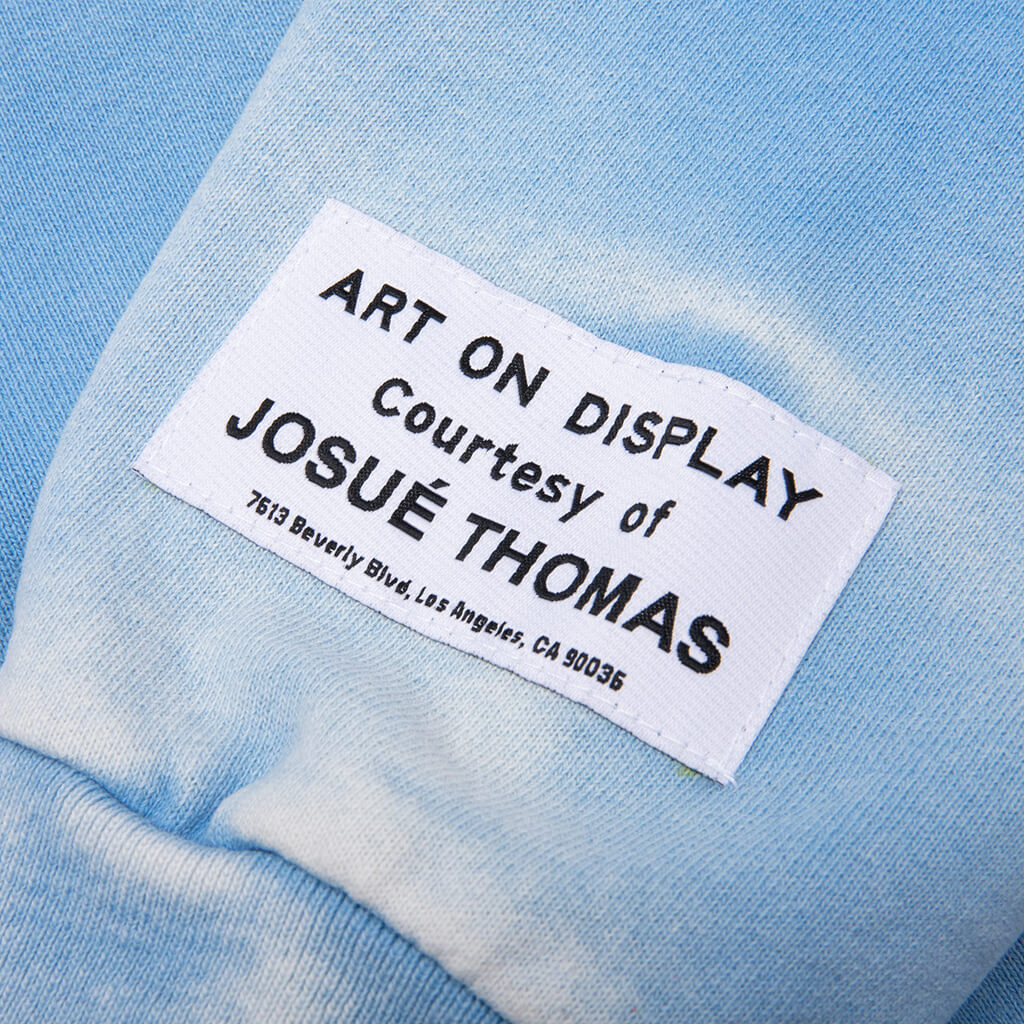 ART ON DISPLAY
Courtesy of
JOSUÉ THOMAS
7613 Beverly Blvd, Los Angeles, CA 90036